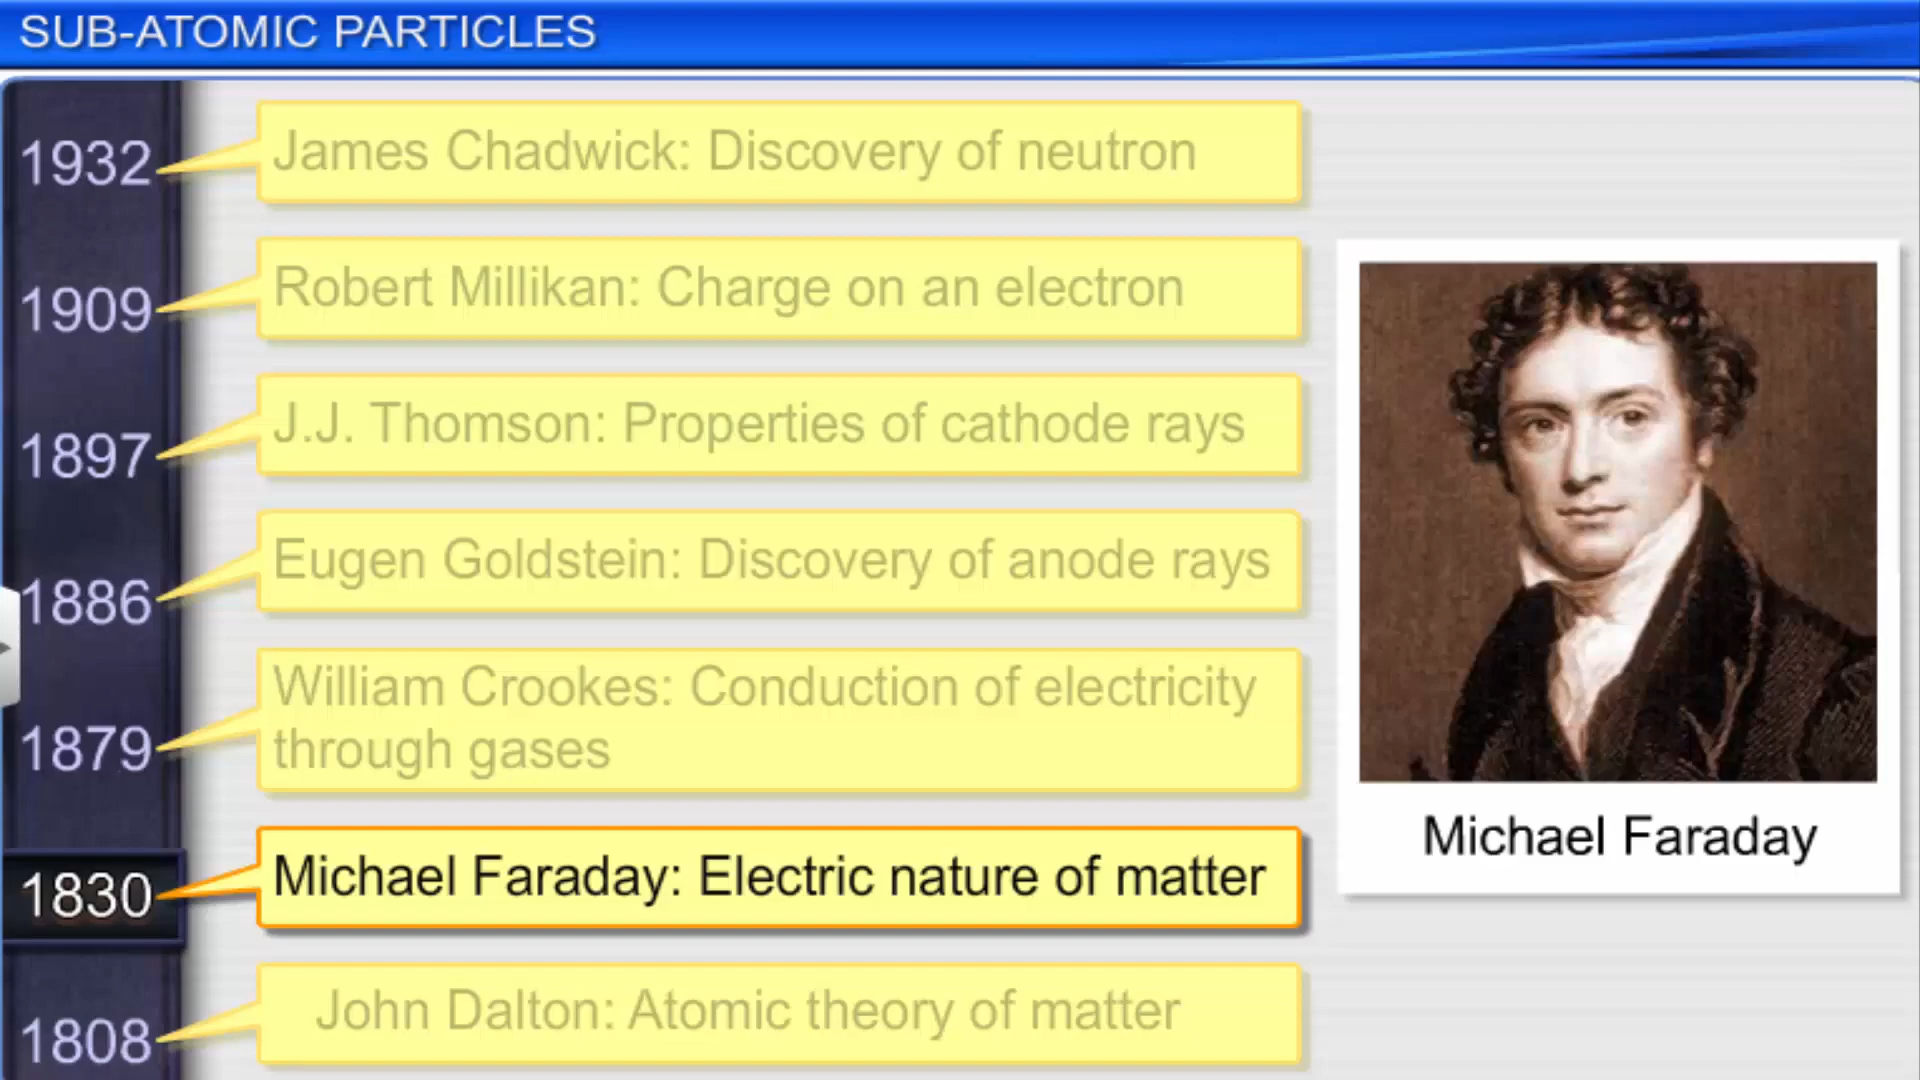 SUB-ATOMIC PARTICLES
1932
James Chadwick: Discovery of neutron
1909
Robert Millikan: Charge on an electron
1897
J.J. Thomson: Properties of cathode rays
1886
Eugen Goldstein: Discovery of anode rays
1879
William Crookes: Conduction of electricity
through gases
1830
Michael Faraday: Electric nature of matter
1808
John Dalton: Atomic theory of matter
Michael Faraday